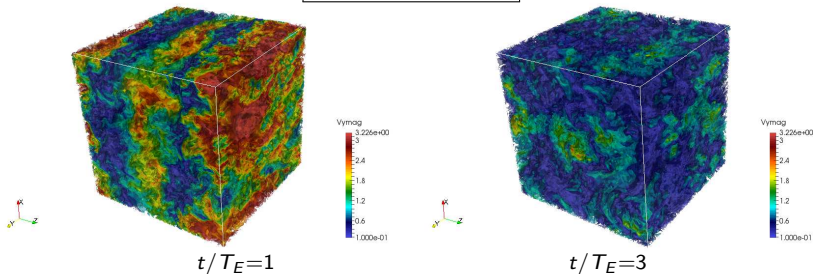 Vymag
3.226e+00
3
2.4
1.8
1.2
0.6
1.000e-01
X
Y
Z
t/T_E=1
Vymag
3.226e+00
3
2.4
1.8
1.2
0.6
1.000e-01
X
Y
Z
t/T_E=3